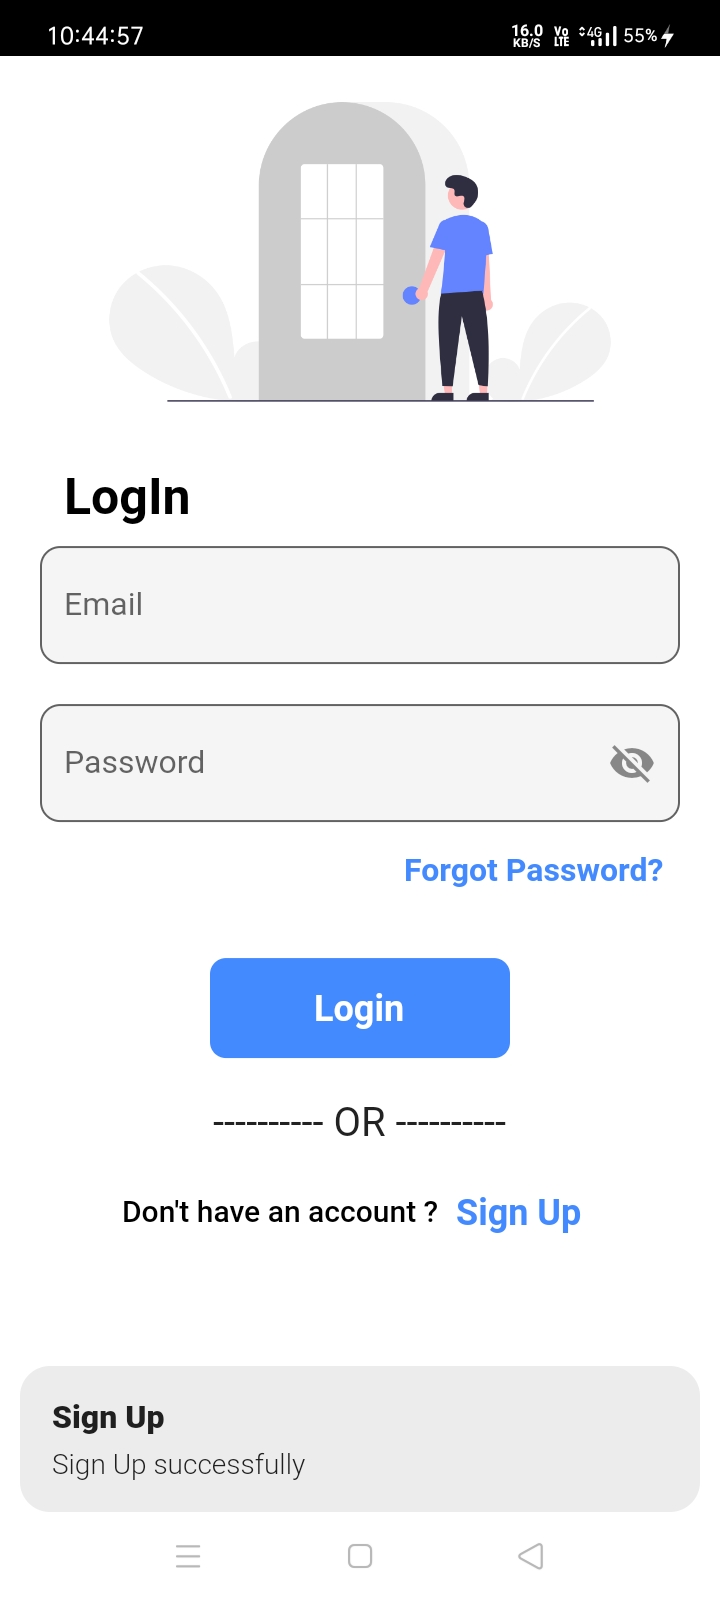 10:44:57 16.0 KB/S Vo LTE 4G 55%
LogIn
Email
Password
Forgot Password?
Login
---------- OR ----------
Don't have an account ? Sign Up
Sign Up
Sign Up successfully